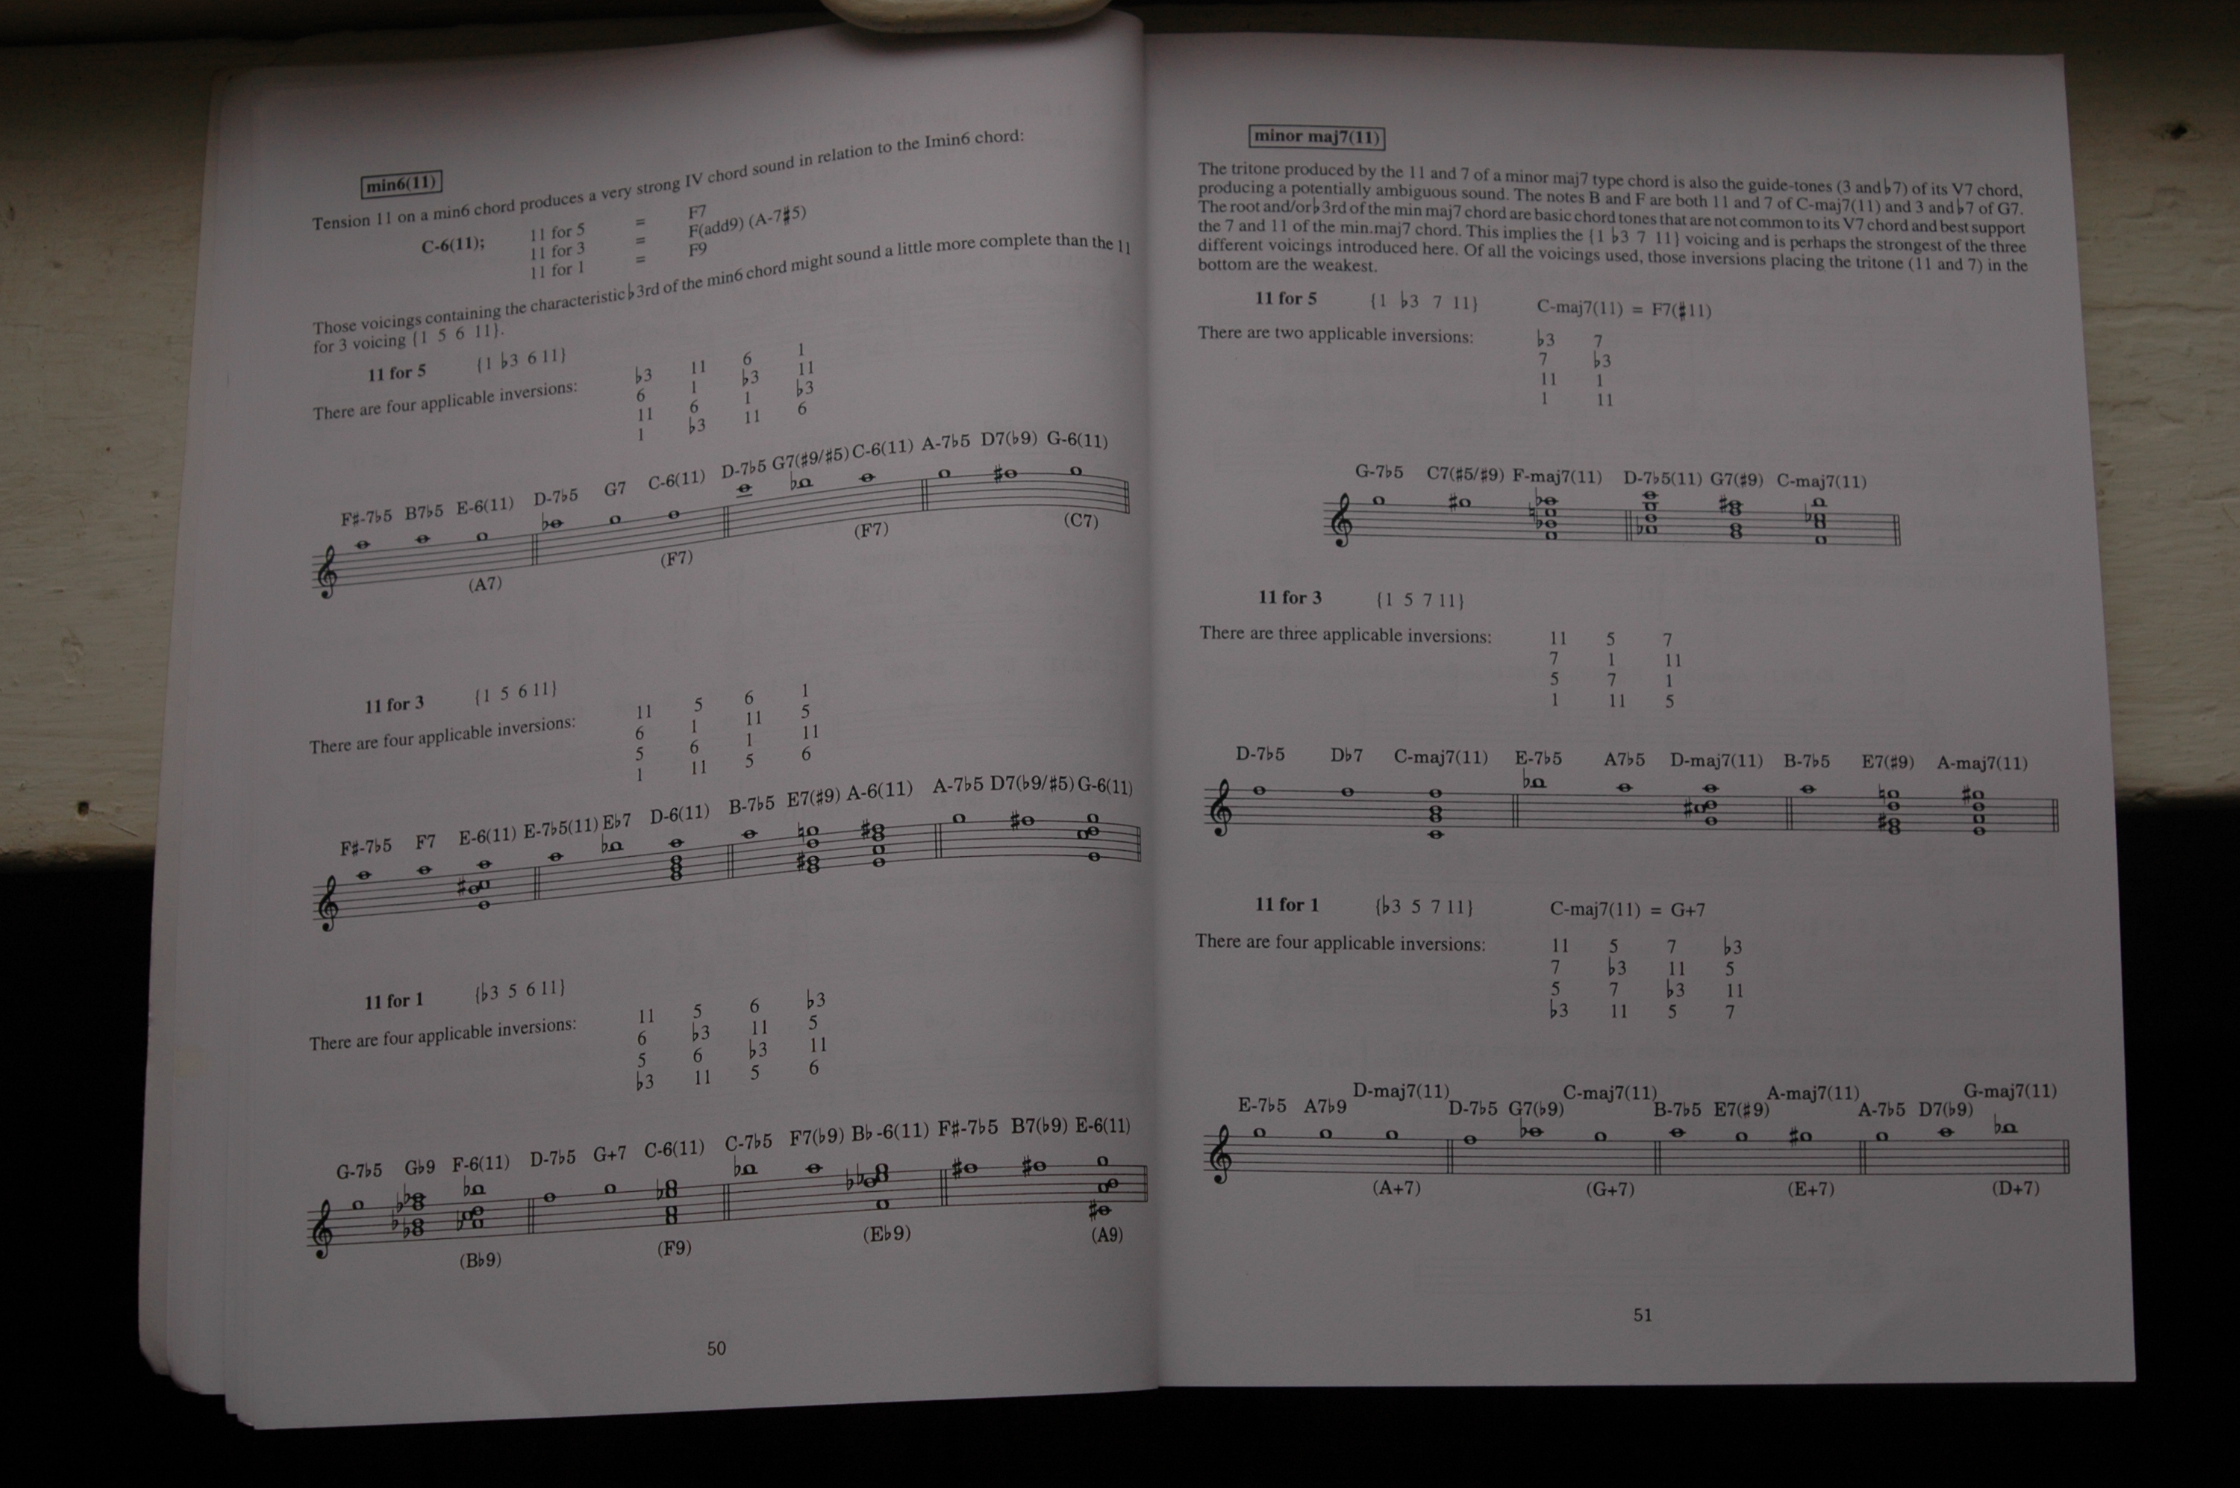 min6(11)
Tension 11 on a min6 chord produces a very strong IV chord sound in relation to the Imin6 chord:
C-6(11); 11 for 5 = F7
11 for 3 = F(add9) (A-7♯5)
11 for 1 = F9
Those voicings containing the characteristic ♭3rd of the min6 chord might sound a little more complete than the 11
for 3 voicing {1 5 6 11}.
11 for 5 {1 ♭3 6 11}
There are four applicable inversions:
♭3 11 6 1
6 1 ♭3 11
11 6 1 ♭3
1 ♭3 11 6
F♯-7♭5 B7♭5 E-6(11) D-7♭5 G7 C-6(11) D-7♭5 G7(♯9/♯5) C-6(11) A-7♭5 D7(♭9) G-6(11)
(A7) (F7) (F7) (C7)
11 for 3 {1 5 6 11}
There are four applicable inversions:
11 5 6 1
6 1 11 5
5 6 1 11
1 11 5 6
F♯-7♭5 F7 E-6(11) E-7♭5(11) E♭7 D-6(11) B-7♭5 E7(♯9) A-6(11) A-7♭5 D7(♭9/♯5) G-6(11)
11 for 1 {♭3 5 6 11}
There are four applicable inversions:
11 5 6 ♭3
6 ♭3 11 5
5 6 ♭3 11
♭3 11 5 6
G-7♭5 G♭9 F-6(11) D-7♭5 G+7 C-6(11) C-7♭5 F7(♭9) B♭-6(11) F♯-7♭5 B7(♭9) E-6(11)
(B♭9) (F9) (E♭9) (A9)
50
minor maj7(11)
The tritone produced by the 11 and 7 of a minor maj7 type chord is also the guide-tones (3 and ♭7) of its V7 chord,
producing a potentially ambiguous sound. The notes B and F are both 11 and 7 of C-maj7(11) and 3 and ♭7 of G7.
The root and/or ♭3rd of the min maj7 chord are basic chord tones that are not common to its V7 chord and best support
the 7 and 11 of the min.maj7 chord. This implies the {1 ♭3 7 11} voicing and is perhaps the strongest of the three
different voicings introduced here. Of all the voicings used, those inversions placing the tritone (11 and 7) in the
bottom are the weakest.
11 for 5 {1 ♭3 7 11} C-maj7(11) = F7(♯11)
There are two applicable inversions:
♭3 7
7 ♭3
11 1
1 11
G-7♭5 C7(♯5/♯9) F-maj7(11) D-7♭5(11) G7(♯9) C-maj7(11)
11 for 3 {1 5 7 11}
There are three applicable inversions:
11 5 7
7 1 11
5 7 1
1 11 5
D-7♭5 D♭7 C-maj7(11) E-7♭5 A7♭5 D-maj7(11) B-7♭5 E7(♯9) A-maj7(11)
11 for 1 {♭3 5 7 11} C-maj7(11) = G+7
There are four applicable inversions:
11 5 7 ♭3
7 ♭3 11 5
5 7 ♭3 11
♭3 11 5 7
E-7♭5 A7♭9 D-maj7(11) D-7♭5 G7(♭9) C-maj7(11) B-7♭5 E7(♯9) A-maj7(11) A-7♭5 D7(♭9) G-maj7(11)
(A+7) (G+7) (E+7) (D+7)
51